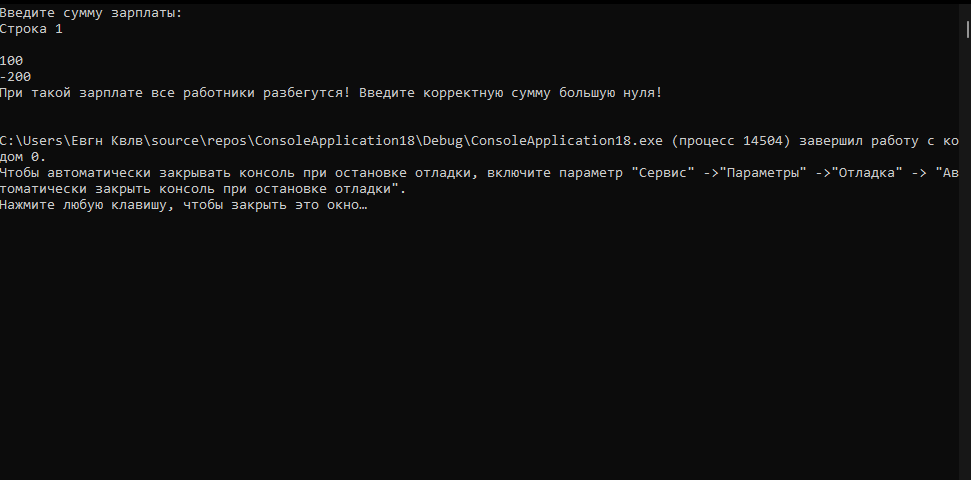 Введите сумму зарплаты:
Строка 1
100
-200
При такой зарплате все работники разбегутся! Введите корректную сумму большую нуля!
C:\Users\Евгн Квлв\source\repos\ConsoleApplication18\Debug\ConsoleApplication18.exe (процесс 14504) завершил работу с ко
дом 0.
Чтобы автоматически закрывать консоль при остановке отладки, включите параметр "Сервис" ->"Параметры" ->"Отладка" -> "Ав
томатически закрыть консоль при остановке отладки".
Нажмите любую клавишу, чтобы закрыть это окно…